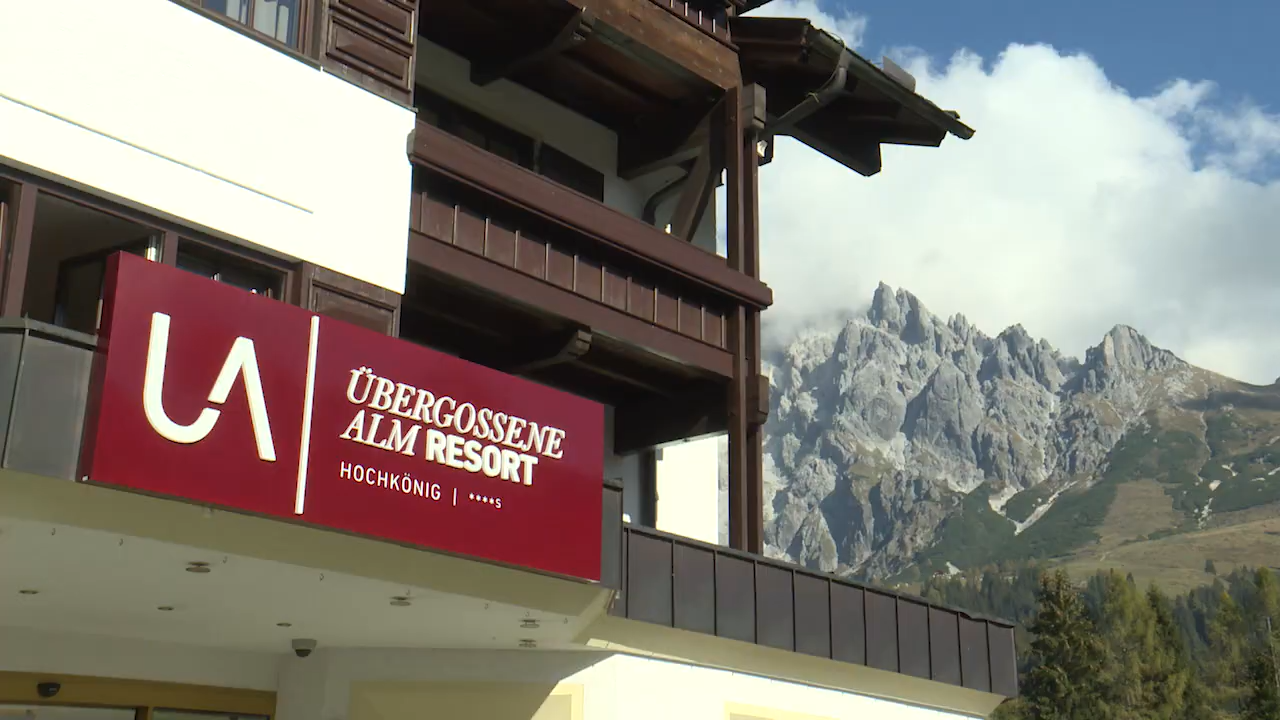 UA
ÜBERGOSSENE
ALM RESORT
HOCHKÖNIG | ****S